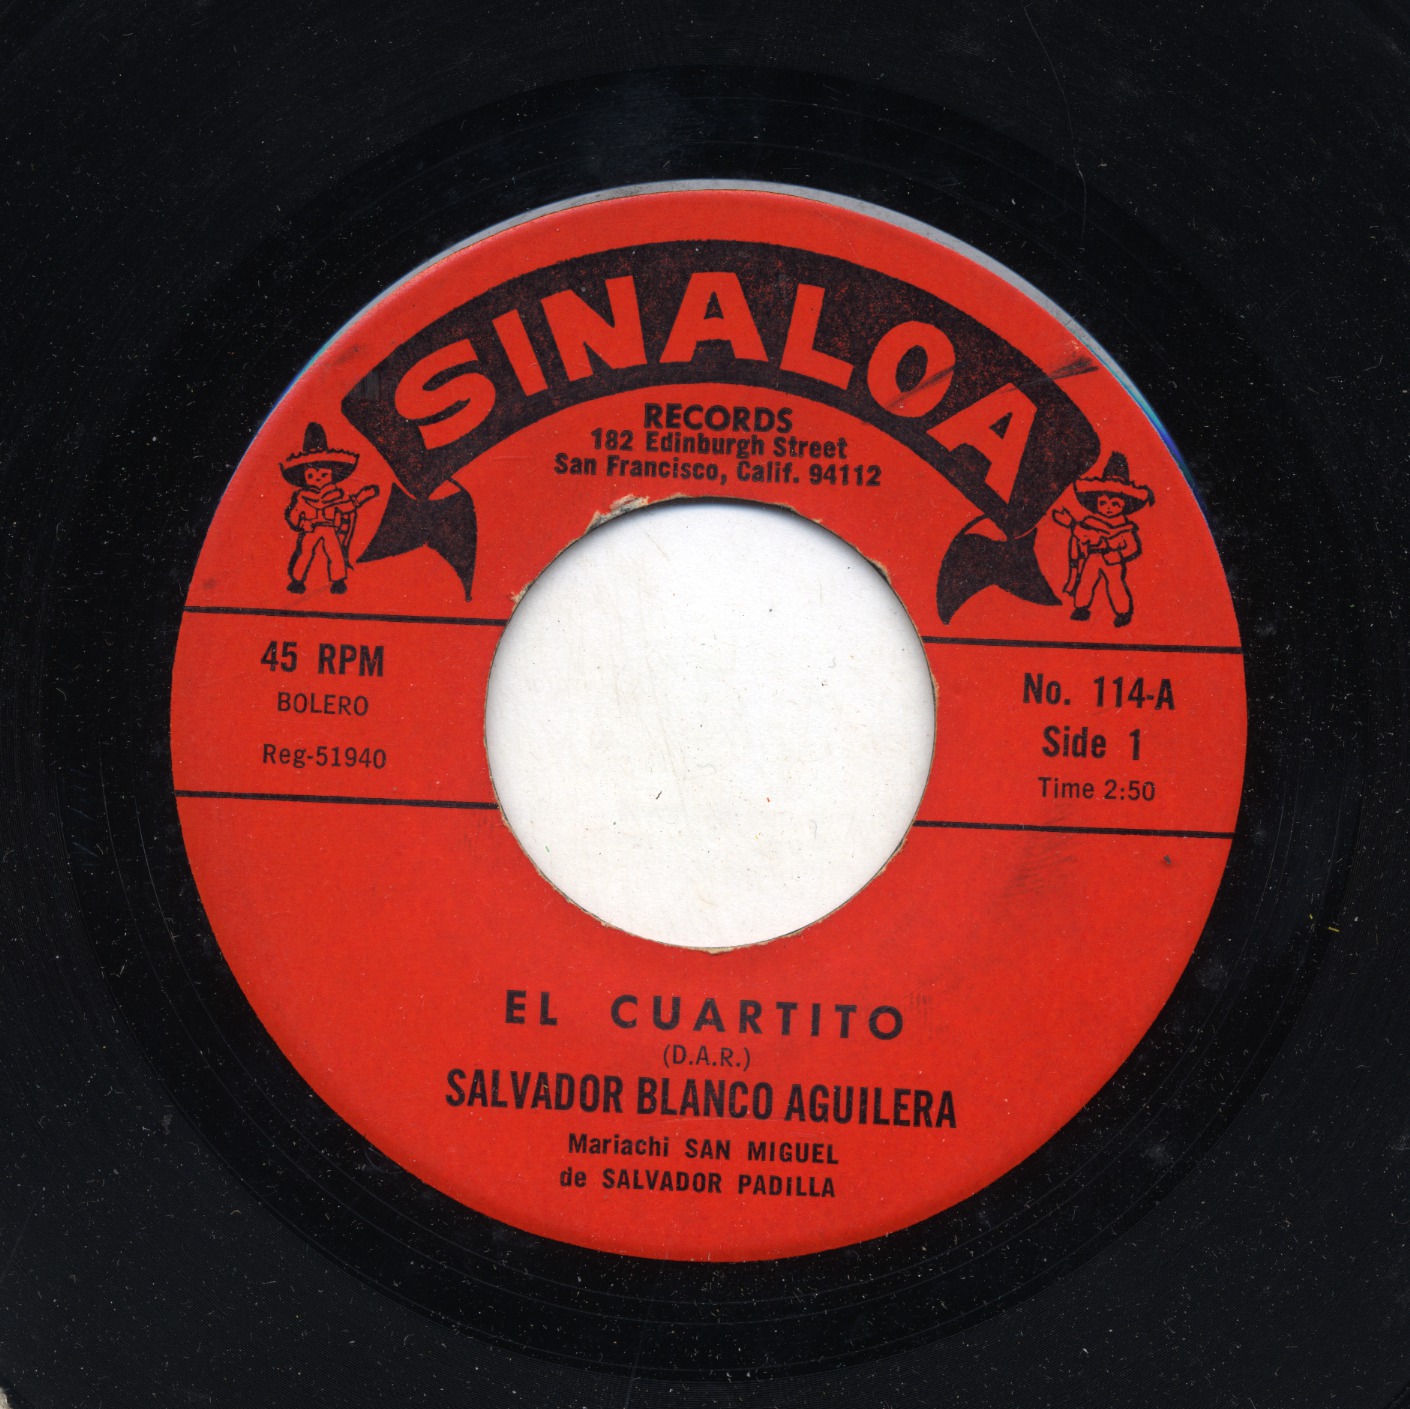 SINALOA
RECORDS
182 Edinburgh Street
San Francisco, Calif. 94112
45 RPM
BOLERO
Reg-51940
No. 114-A
Side 1
Time 2:50
EL CUARTITO
(D.A.R.)
SALVADOR BLANCO AGUILERA
Mariachi SAN MIGUEL
de SALVADOR PADILLA